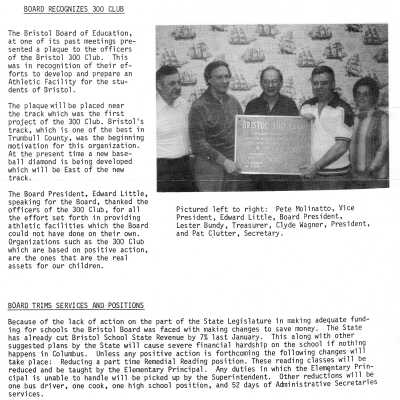 BOARD RECOGNIZES 300 CLUB
The Bristol Board of Education,
at one of its past meetings pre-
sented a plaque to the officers
of the Bristol 300 Club. This
was in recognition of their ef-
forts to develop and prepare an
Athletic Facility for the stu-
dents of Bristol.
The plaque will be placed near
the track which was the first
project of the 300 Club. Bristol's
track, which is one of the best in
Trumbull County, was the beginning
motivation for this organization.
At the present time a new base-
ball diamond is being developed
which will be East of the new
track.
The Board President, Edward Little,
speaking for the Board, thanked the
officers of the 300 Club, for all
the effort set forth in providing
athletic facilities which the Board
could not have done on their own.
Organizations such as the 300 Club
which are based on positive action,
are the ones that are the real
assets for our children.
BRISTOL 300 CLUB
Pictured left to right: Pete Molinatto, Vice
President, Edward Little, Board President,
Lester Bundy, Treasurer, Clyde Wagner, President,
and Pat Clutter, Secretary.
BOARD TRIMS SERVICES AND POSITIONS
Because of the lack of action on the part of the State Legislature in making adequate fund-
ing for schools the Bristol Board was faced with making changes to save money. The State
has already cut Bristol School State Revenue by 7% last January. This along with other
suggested plans by the State will cause severe financial hardship on the school if nothing
happens in Columbus. Unless any positive action is forthcoming the following changes will
take place: Reducing a part time Remedial Reading position. These reading classes will be
reduced and be taught by the Elementary Principal. Any duties in which the Elementary Prin-
cipal is unable to handle will be picked up by the Superintendent. Other reductions will be
one bus driver, one cook, one high school position, and 52 days of Administrative Secretaries
services.